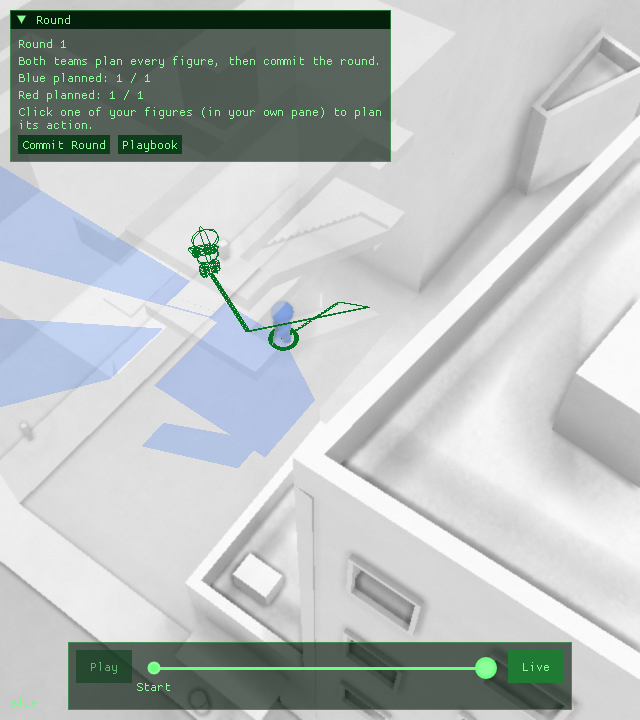 Round
Round 1
Both teams plan every figure, then commit the round.
Blue planned: 1 / 1
Red planned: 1 / 1
Click one of your figures (in your own pane) to plan
its action.
Commit Round Playbook
Play
Live
Start